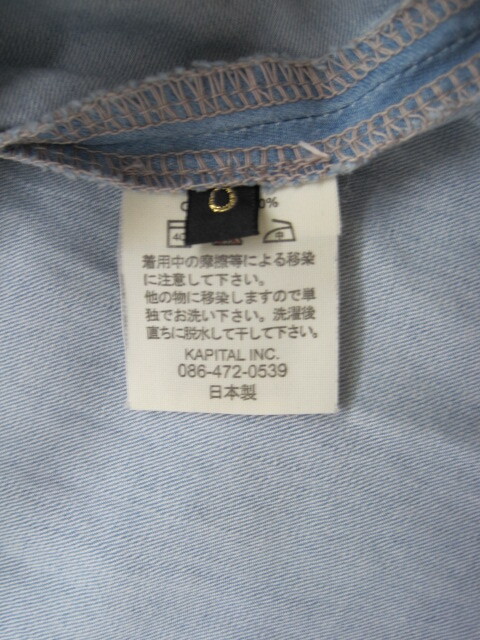 0
C 0%
40 中
着用中の摩擦等による移染
に注意して下さい。
他の物に移染しますので単
独でお洗い下さい。洗濯後
直ちに脱水して干して下さい。
KAPITAL INC.
086-472-0539
日本製